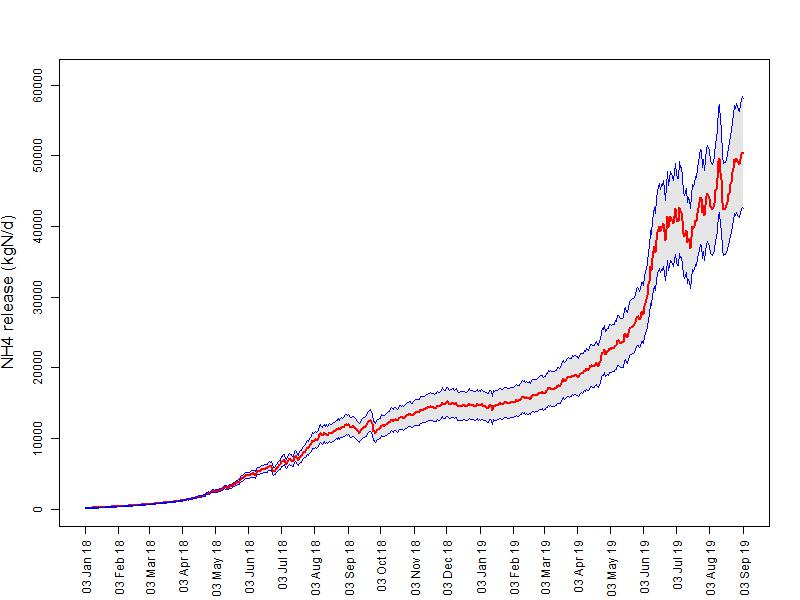 NH4 release (kgN/d)
60000
50000
40000
30000
20000
10000
0
03 Jan 18
03 Feb 18
03 Mar 18
03 Apr 18
03 May 18
03 Jun 18
03 Jul 18
03 Aug 18
03 Sep 18
03 Oct 18
03 Nov 18
03 Dec 18
03 Jan 19
03 Feb 19
03 Mar 19
03 Apr 19
03 May 19
03 Jun 19
03 Jul 19
03 Aug 19
03 Sep 19